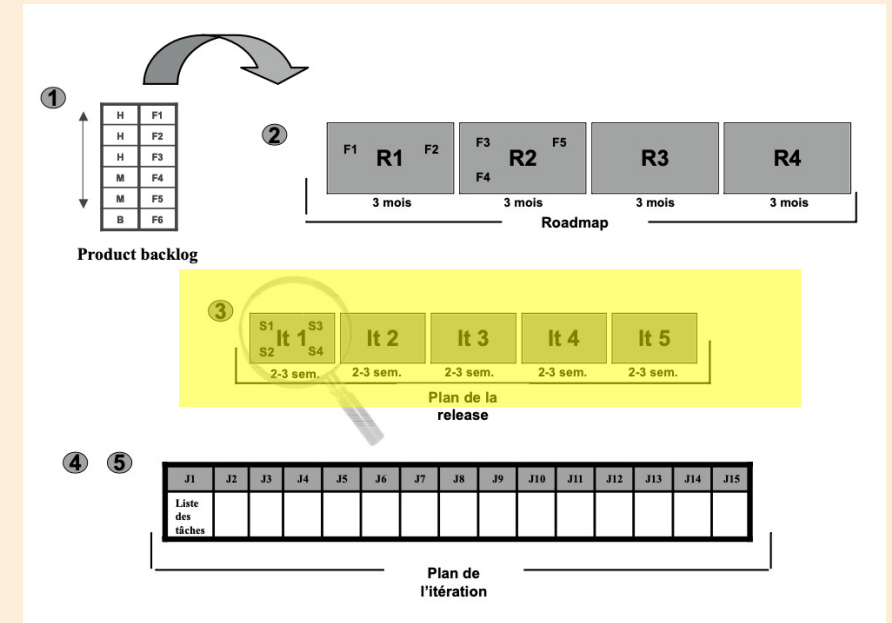 1
H F1
H F2
H F3
M F4
M F5
B F6
Product backlog
2
F1 R1 F2
F3 R2 F5
F4
R3
R4
3 mois 3 mois 3 mois 3 mois
Roadmap
3
S1 It 1 S3
S2 S4
It 2
It 3
It 4
It 5
2-3 sem. 2-3 sem. 2-3 sem. 2-3 sem. 2-3 sem.
Plan de la
release
4 5
J1 J2 J3 J4 J5 J6 J7 J8 J9 J10 J11 J12 J13 J14 J15
Liste
des
tâches
Plan de
l'itération